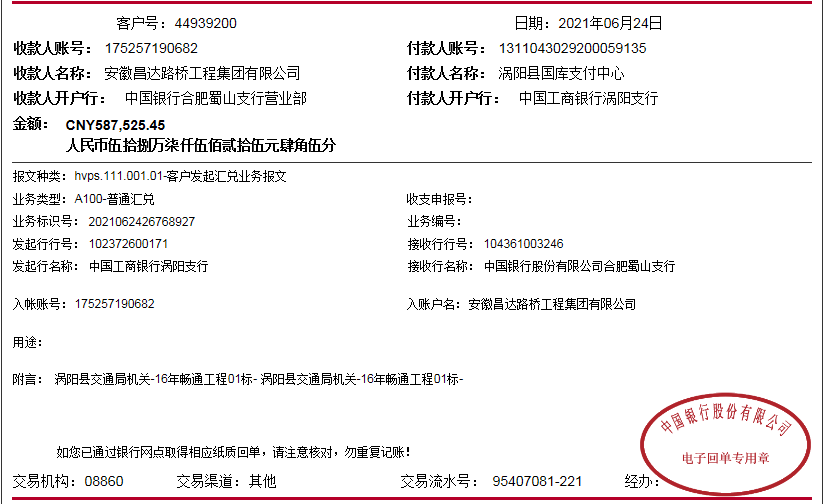 客户号：44939200 日期：2021年06月24日
收款人账号：175257190682 付款人账号：1311043029200059135
收款人名称：安徽昌达路桥工程集团有限公司 付款人名称：涡阳县国库支付中心
收款人开户行：中国银行合肥蜀山支行营业部 付款人开户行：中国工商银行涡阳支行
金额：CNY587,525.45
人民币伍拾捌万柒仟伍佰贰拾伍元肆角伍分
报文种类：hvps.111.001.01-客户发起汇兑业务报文
业务类型：A100-普通汇兑 收支申报号：
业务标识号：2021062426768927 业务编号：
发起行行号：102372600171 接收行行号：104361003246
发起行名称：中国工商银行涡阳支行 接收行名称：中国银行股份有限公司合肥蜀山支行
入帐账号：175257190682 入账户名：安徽昌达路桥工程集团有限公司
用途：
附言：涡阳县交通局机关-16年畅通工程01标- 涡阳县交通局机关-16年畅通工程01标-
中国银行股份有限公司
电子回单专用章
如您已通过银行网点取得相应纸质回单，请注意核对，勿重复记账！
交易机构：08860 交易渠道：其他 交易流水号：95407081-221 经办：